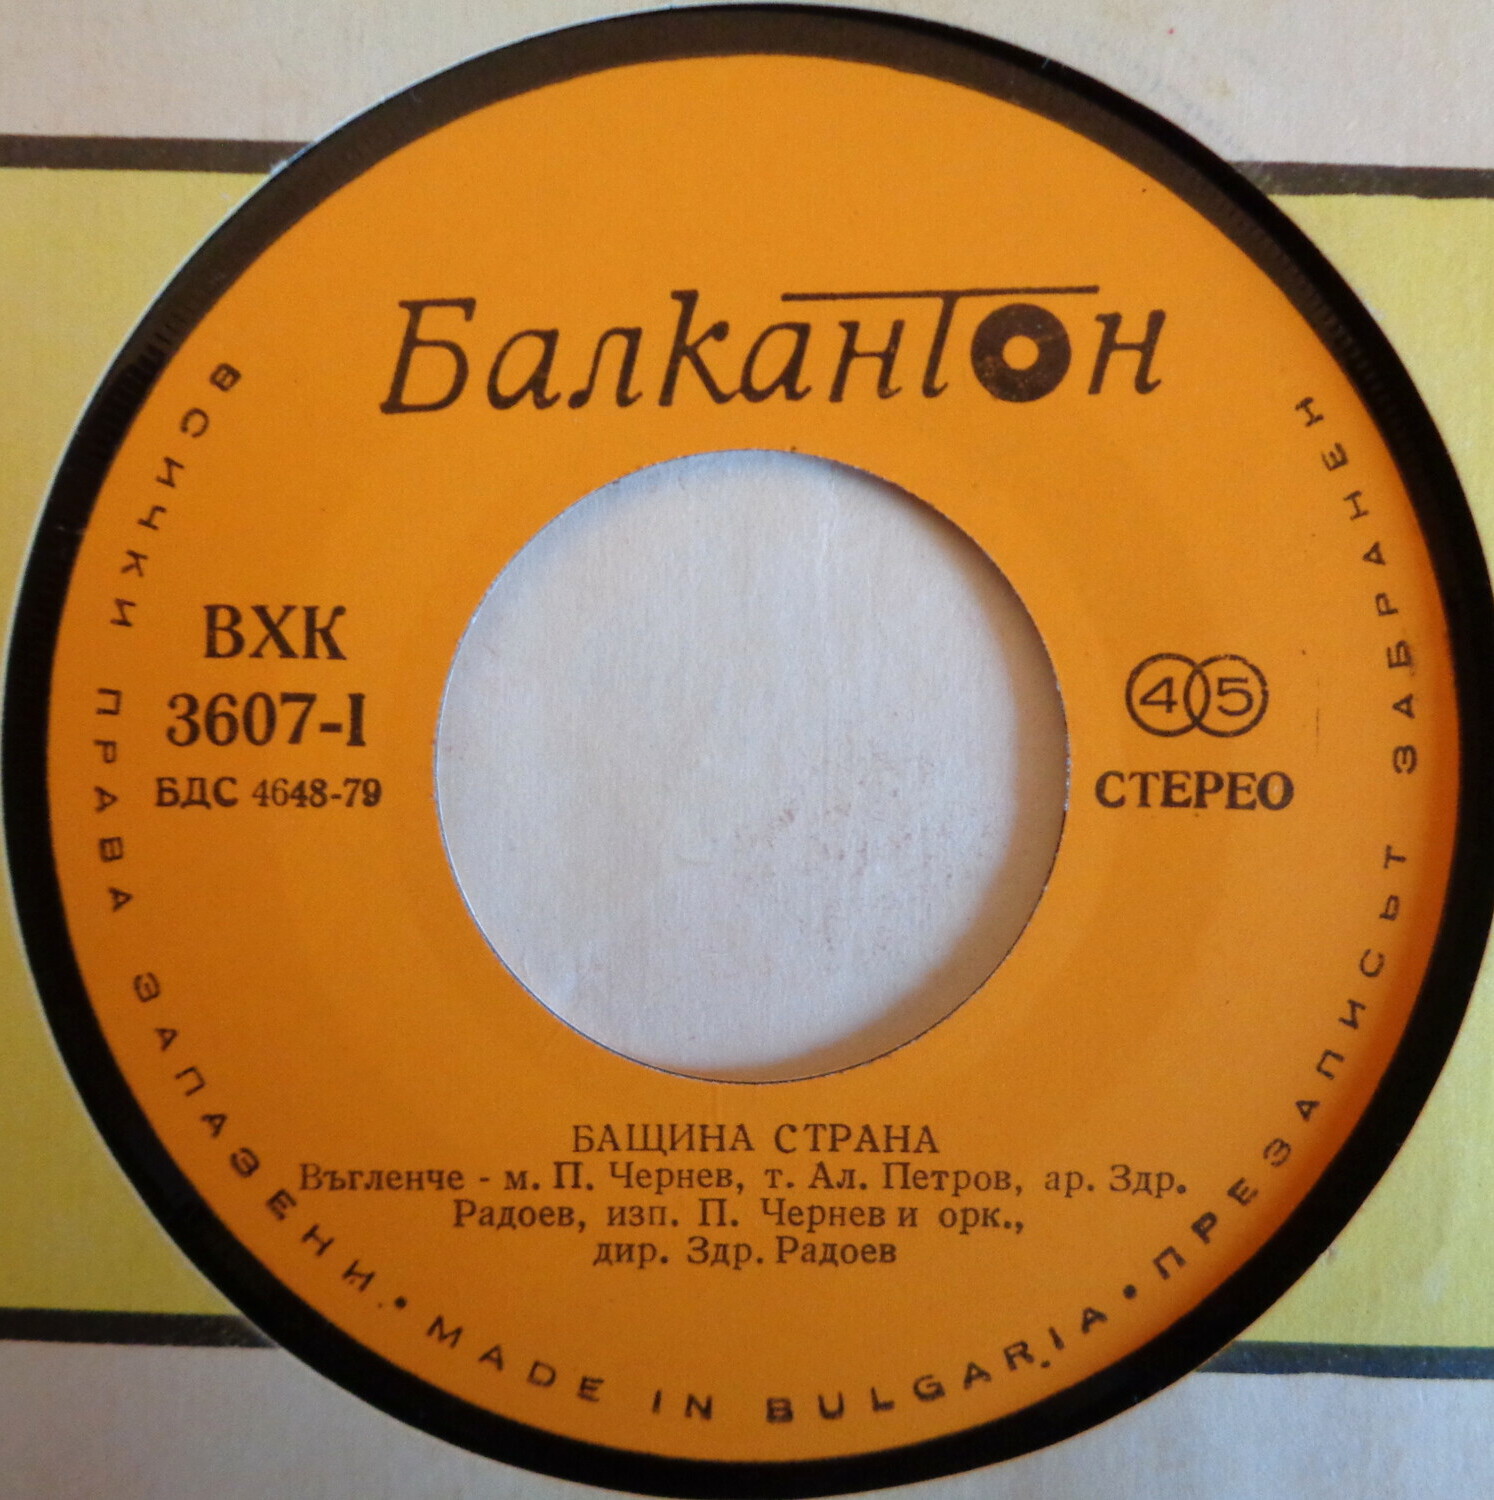 Балкантон
ВХК
3607-I
БДС 4648-79
45
СТЕРЕО
БАЩИНА СТРАНА
Въгленче - м. П. Чернев, т. Ал. Петров, ар. Здр.
Радоев, изп. П. Чернев и орк.,
дир. Здр. Радоев
ВСИЧКИ ПРАВА ЗАПАЗЕНИ • MADE IN BULGARIA • ПРЕЗАПИСЪТ ЗАБРАНЕН